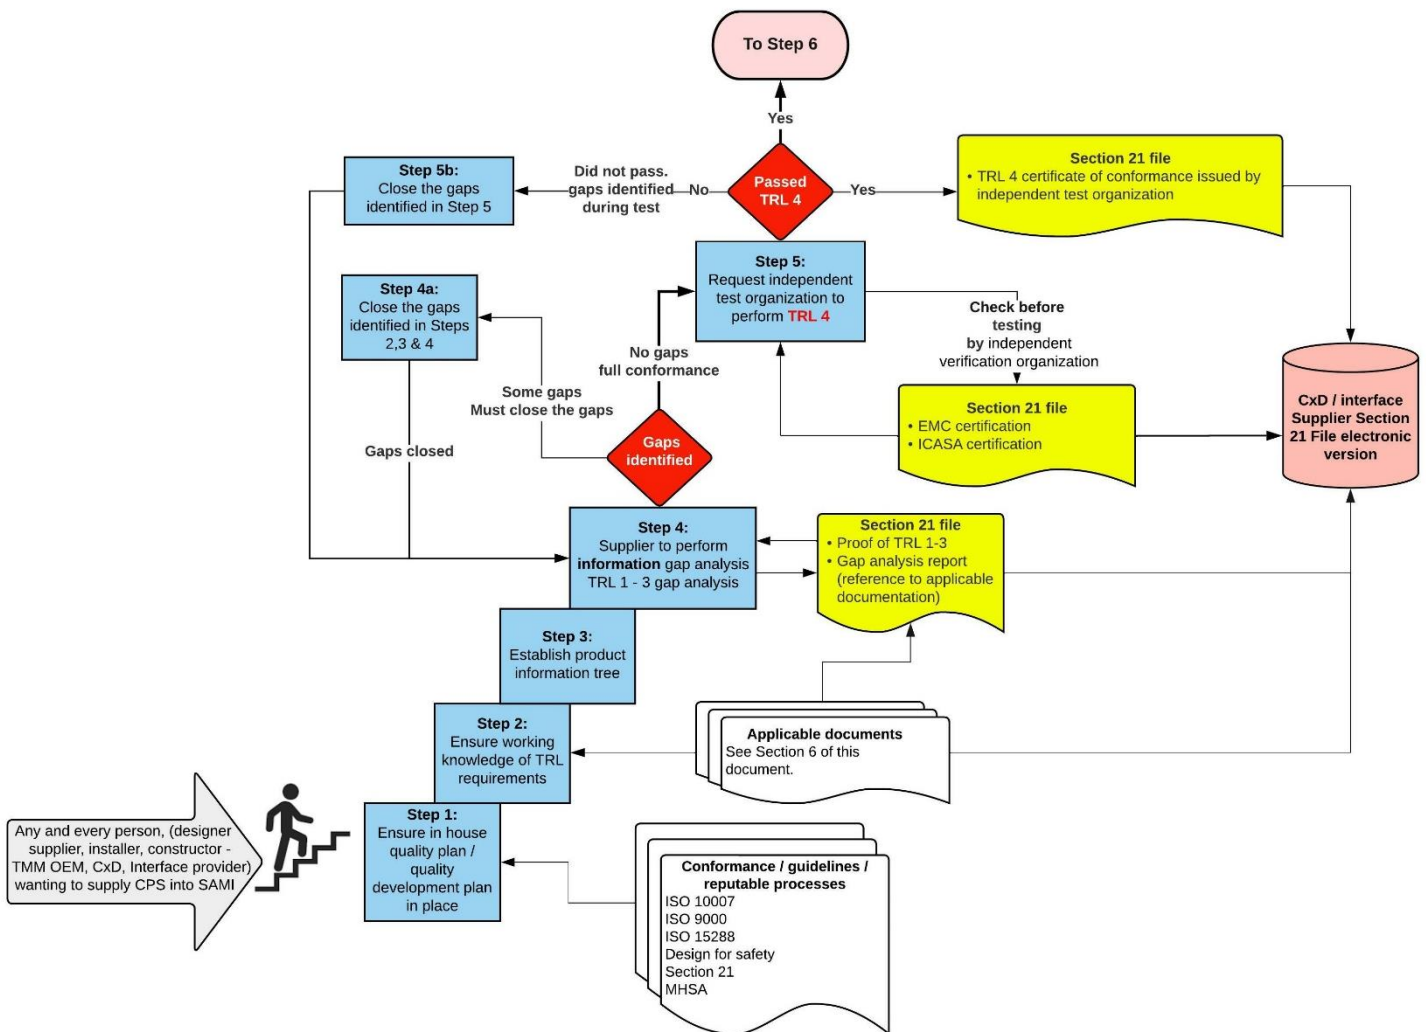 To Step 6
Yes
Passed
TRL 4
No
Yes
Did not pass.
gaps identified
during test
Step 5b:
Close the gaps
identified in Step 5
Section 21 file
• TRL 4 certificate of conformance issued by
independent test organization
Step 5:
Request independent
test organization to
perform TRL 4
Step 4a:
Close the gaps
identified in Steps
2,3 & 4
Check before
testing
by independent
verification organization
No gaps
full conformance
Some gaps
Must close the gaps
Section 21 file
• EMC certification
• ICASA certification
CxD / interface
Supplier Section
21 File electronic
version
Gaps closed
Gaps
identified
Step 4:
Supplier to perform
information gap analysis
TRL 1 - 3 gap analysis
Section 21 file
• Proof of TRL 1-3
• Gap analysis report
(reference to applicable
documentation)
Step 3:
Establish product
information tree
Step 2:
Ensure working
knowledge of TRL
requirements
Applicable documents
See Section 6 of this
document.
Step 1:
Ensure in house
quality plan /
quality
development plan
in place
Any and every person, (designer
supplier, installer, constructor -
TMM OEM, CxD, Interface provider)
wanting to supply CPS into SAMI
Conformance / guidelines /
reputable processes
ISO 10007
ISO 9000
ISO 15288
Design for safety
Section 21
MHSA